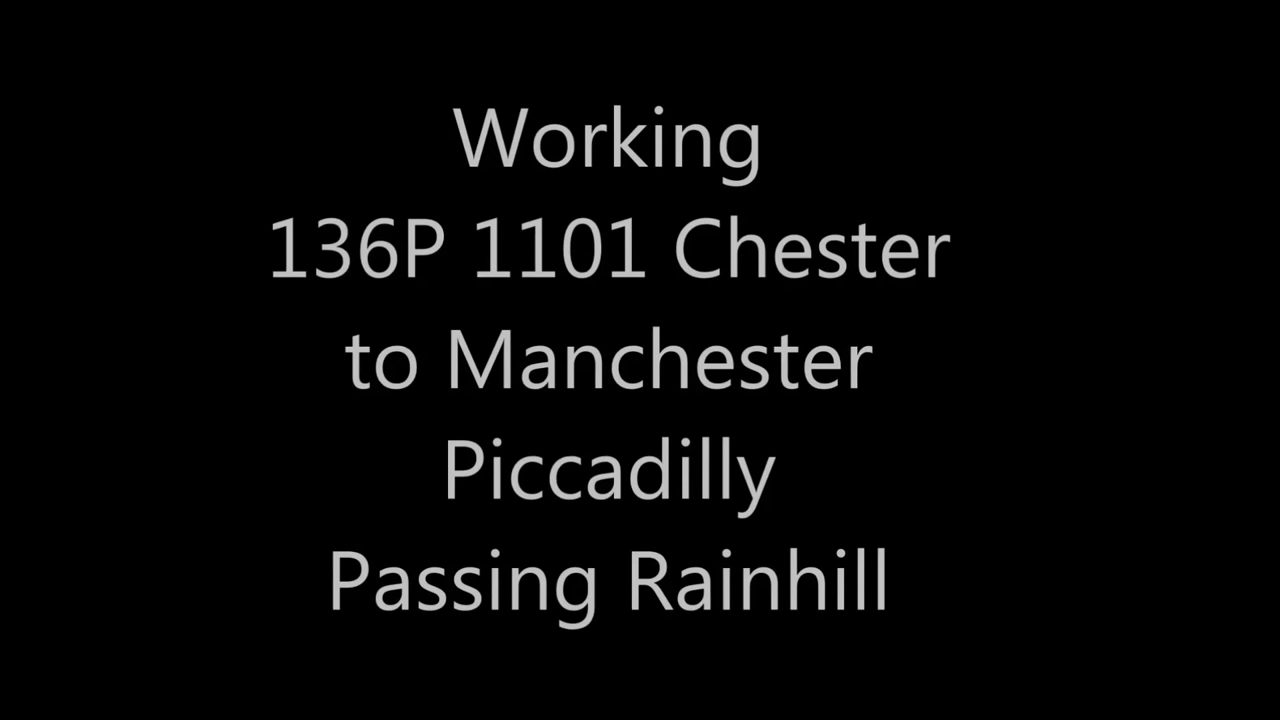 Working
136P 1101 Chester
to Manchester
Piccadilly
Passing Rainhill